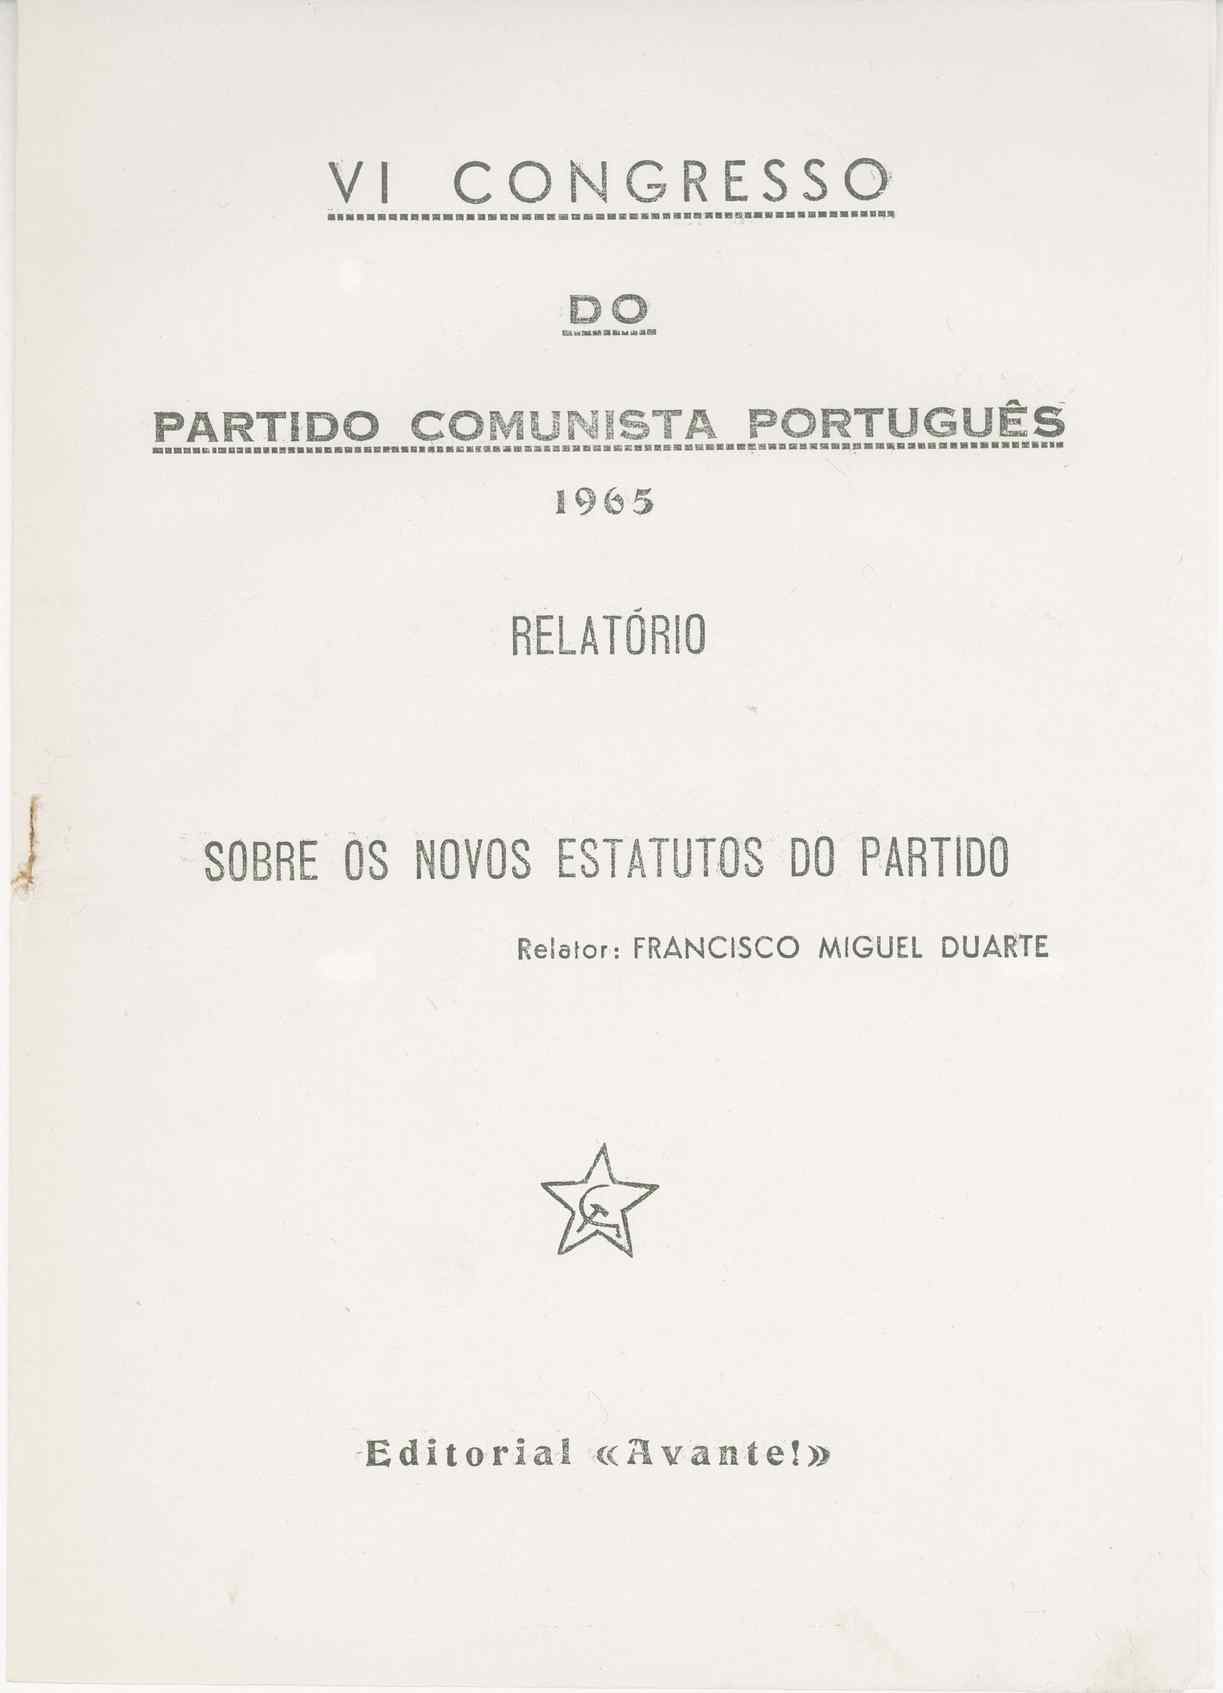 VI CONGRESSO
DO
PARTIDO COMUNISTA PORTUGUÊS
1965
RELATÓRIO
SOBRE OS NOVOS ESTATUTOS DO PARTIDO
Relator: FRANCISCO MIGUEL DUARTE
Editorial «Avante!»